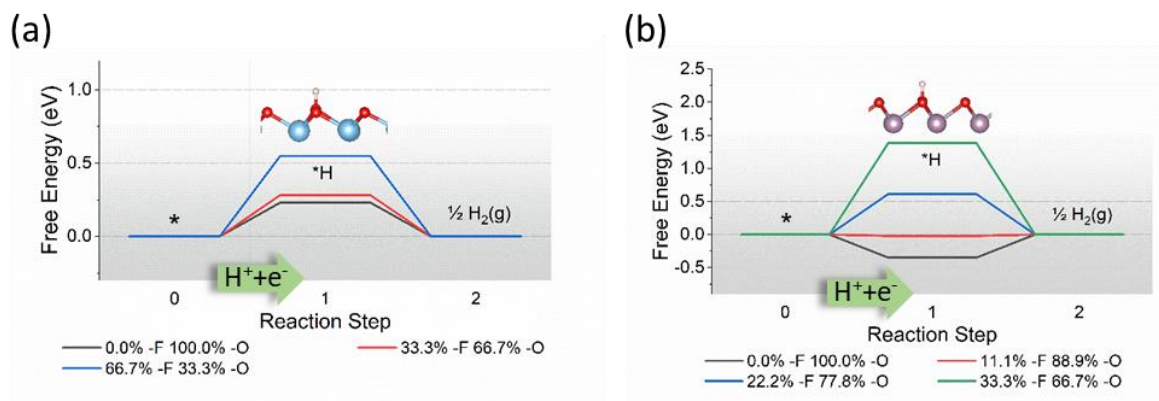 (a)
Free Energy (eV)
1.0
0.5
0.0
*
*H
½ H₂(g)
H⁺+e⁻
0
1
2
Reaction Step
0.0% -F 100.0% -O
33.3% -F 66.7% -O
66.7% -F 33.3% -O
(b)
Free Energy (eV)
2.5
2.0
1.5
1.0
0.5
0.0
-0.5
*
*H
½ H₂(g)
H⁺+e⁻
0
1
2
Reaction Step
0.0% -F 100.0% -O
11.1% -F 88.9% -O
22.2% -F 77.8% -O
33.3% -F 66.7% -O